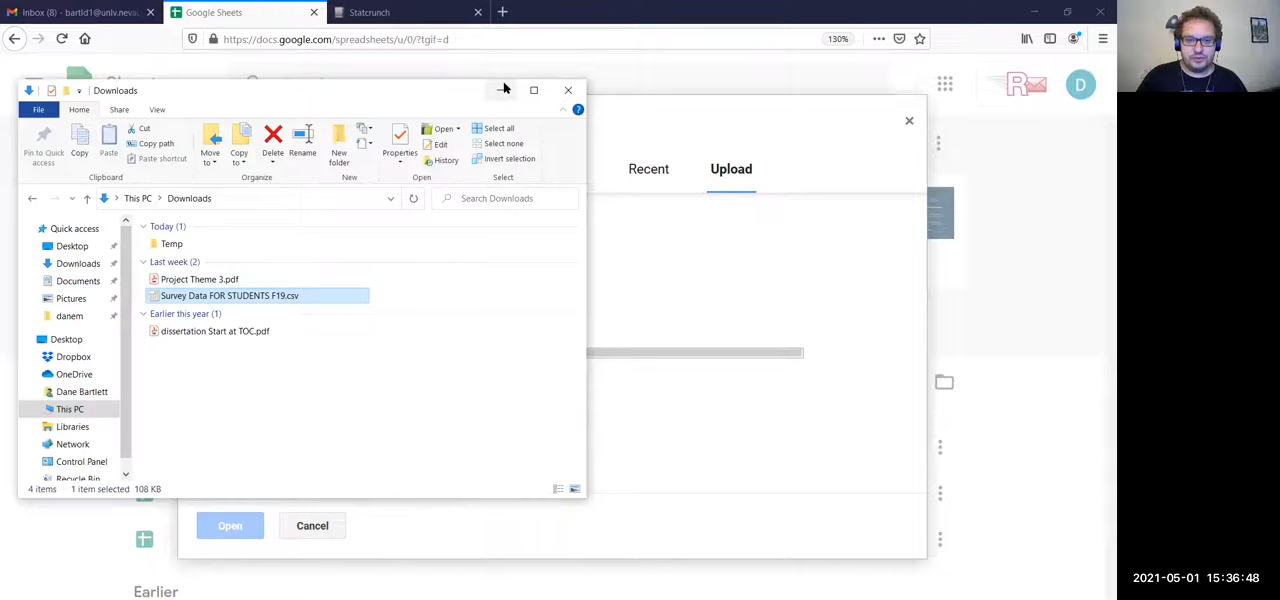 Inbox (8) - bartld1@unlv.neva
Google Sheets
Statcrunch
https://docs.google.com/spreadsheets/u/0/?tgif=d
130%
R
D
Downloads
File
Home
Share
View
Pin to Quick access
Copy
Paste
Cut
Copy path
Paste shortcut
Clipboard
Move to
Copy to
Delete
Rename
Organize
New folder
New
Properties
Open
Edit
History
Open
Select all
Select none
Invert selection
Select
This PC > Downloads
Search Downloads
Quick access
Desktop
Downloads
Documents
Pictures
danem
Desktop
Dropbox
OneDrive
Dane Bartlett
This PC
Libraries
Network
Control Panel
Recycle Bin
Today (1)
Temp
Last week (2)
Project Theme 3.pdf
Survey Data FOR STUDENTS F19.csv
Earlier this year (1)
dissertation Start at TOC.pdf
4 items
1 item selected 108 KB
Recent
Upload
Open
Cancel
Earlier
2021-05-01 15:36:48